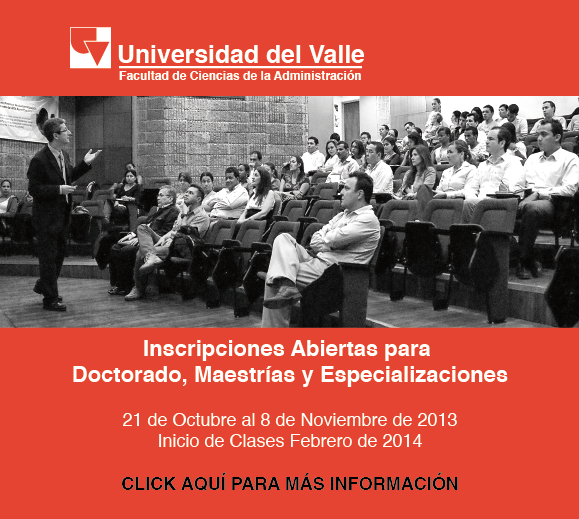 Universidad del Valle
Facultad de Ciencias de la Administración
Inscripciones Abiertas para
Doctorado, Maestrías y Especializaciones
21 de Octubre al 8 de Noviembre de 2013
Inicio de Clases Febrero de 2014
CLICK AQUÍ PARA MÁS INFORMACIÓN